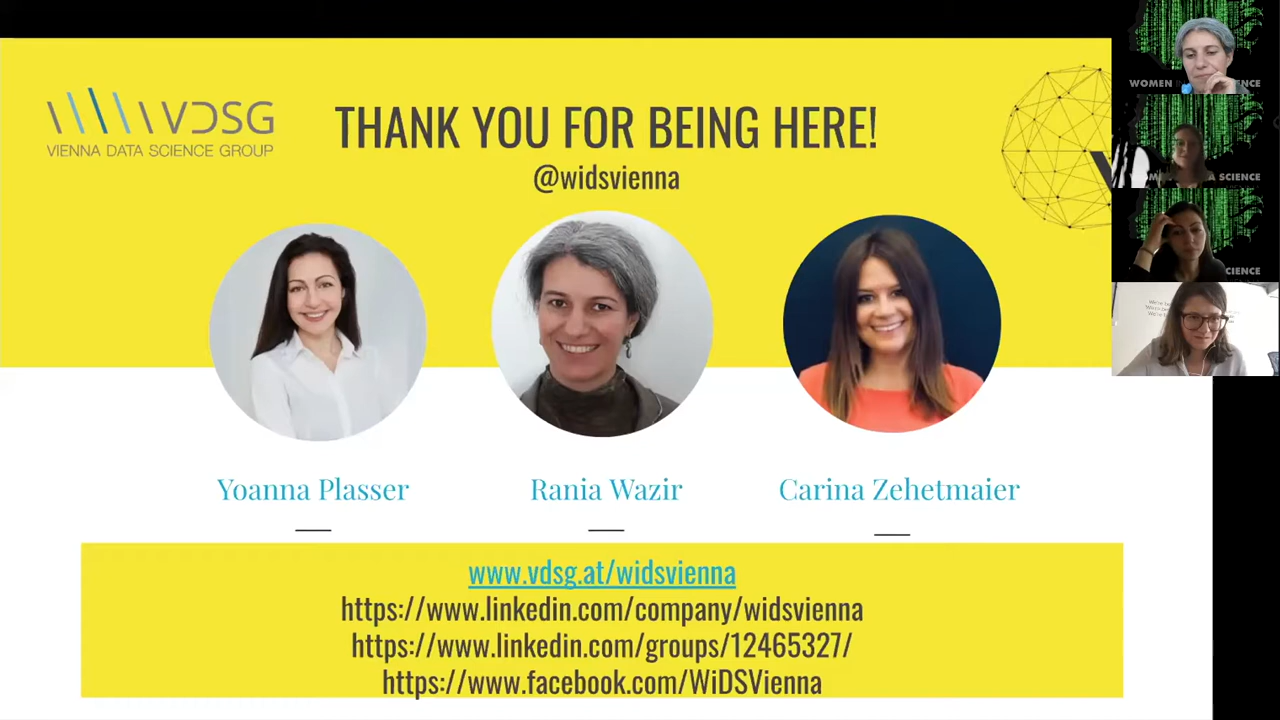 VDSG
VIENNA DATA SCIENCE GROUP
THANK YOU FOR BEING HERE!
@widsvienna
Yoanna Plasser
Rania Wazir
Carina Zehetmaier
www.vdsg.at/widsvienna
https://www.linkedin.com/company/widsvienna
https://www.linkedin.com/groups/12465327/
https://www.facebook.com/WiDSVienna
WOMEN
SCIENCE